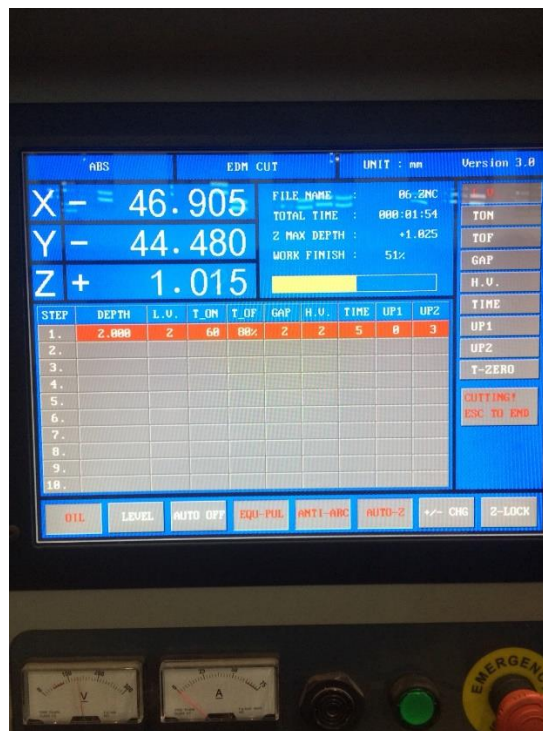 ABS EDM CUT UNIT : mm Version 3.0
X - 46.905
Y - 44.480
Z + 1.015
FILE NAME : 06.ZNC
TOTAL TIME : 000:01:54
Z MAX DEPTH : +1.025
WORK FINISH : 51%
TON
TOF
GAP
H.V.
TIME
UP1
UP2
T-ZERO
CUTTING!
ESC TO END
STEP DEPTH L.V. T_ON T_OF GAP H.V. TIME UP1 UP2
1. 2.000 2 60 80% 2 2 5 0 3
2.
3.
4.
5.
6.
7.
8.
9.
10.
OIL LEVEL AUTO OFF EQU-PUL ANTI-ARC AUTO-Z +/- CHG Z-LOCK
V
A
EMERGENC